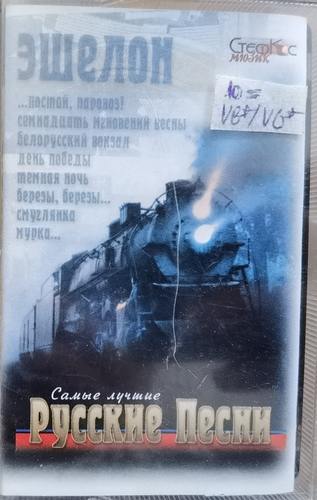 ЭШЕЛОН
СтефКос
МЮЗИК
10=
VG+/VG+
...постой, паровоз!
семнадцать мгновений весны
белорусский вокзал
день победы
темная ночь
березы, березы...
смуглянка
мурка...
Самые лучшие
Русские Песни